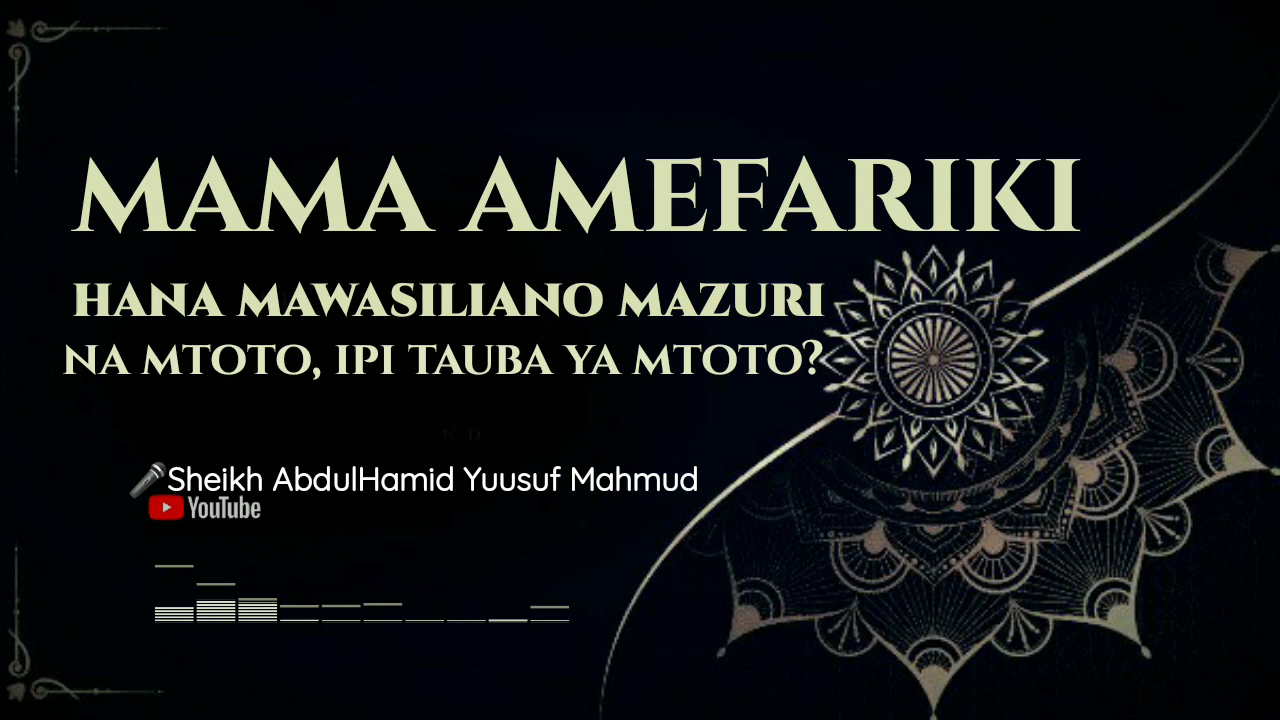 MAMA AMEFARIKI
HANA MAWASILIANO MAZURI
NA MTOTO, IPI TAUBA YA MTOTO?
Sheikh AbdulHamid Yuusuf Mahmud
YouTube